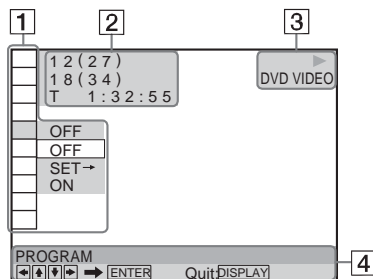 1 2 3
12(27)
18(34)
T 1:32:55
DVD VIDEO
OFF
OFF
SET→
ON
PROGRAM
4
←↑↓→ ➡ ENTER Quit:DISPLAY